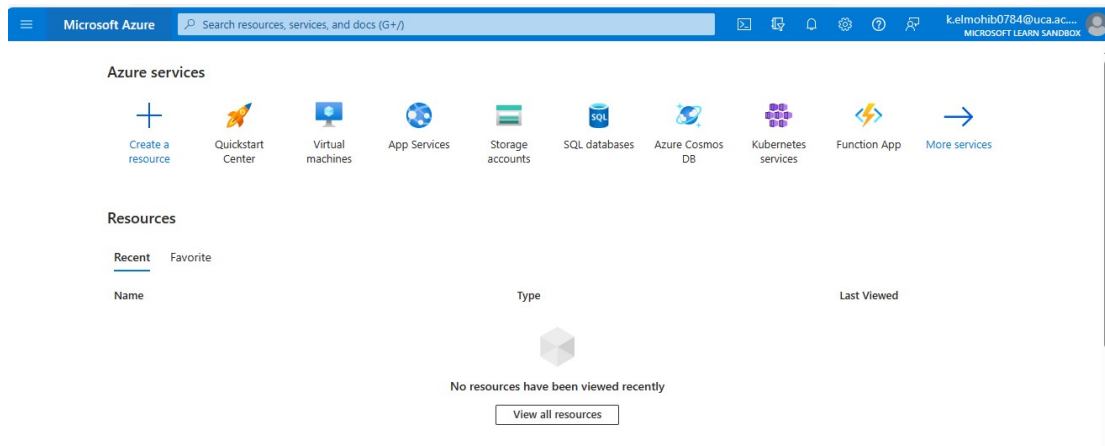 Microsoft Azure
Search resources, services, and docs (G+/)
k.elmohib0784@uca.ac....
MICROSOFT LEARN SANDBOX
Azure services
Create a resource
Quickstart Center
Virtual machines
App Services
Storage accounts
SQL
SQL databases
Azure Cosmos DB
Kubernetes services
Function App
More services
Resources
Recent Favorite
Name Type Last Viewed
No resources have been viewed recently
View all resources